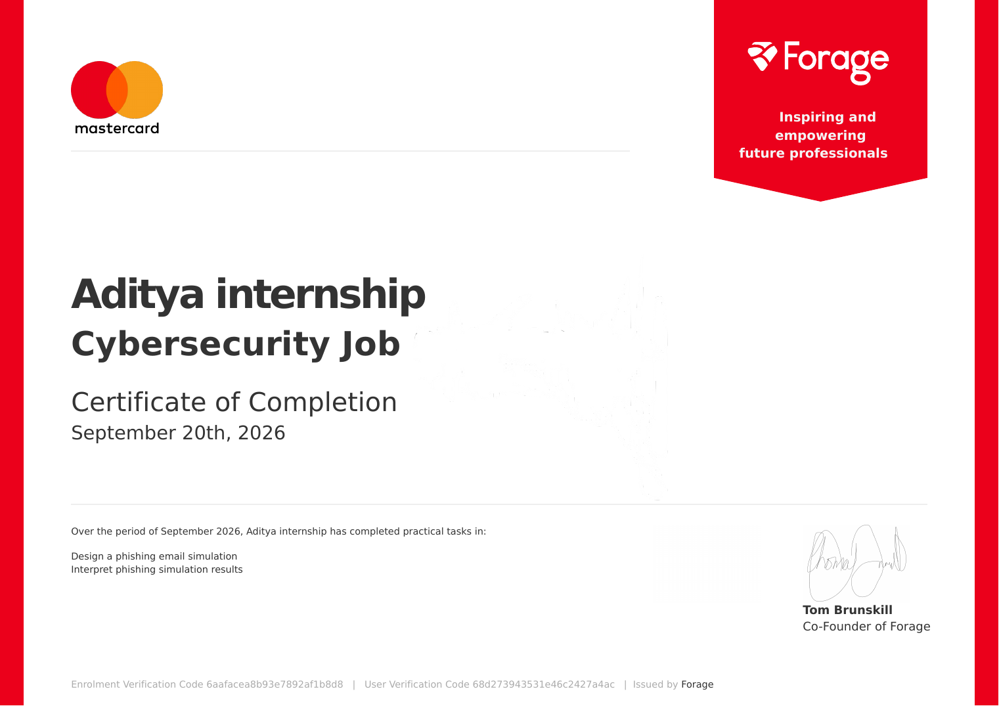 mastercard
Forage
Inspiring and
empowering
future professionals
Aditya internship
Cybersecurity Job
Certificate of Completion
September 20th, 2026
Over the period of September 2026, Aditya internship has completed practical tasks in:
Design a phishing email simulation
Interpret phishing simulation results
Tom Brunskill
Co-Founder of Forage
Enrolment Verification Code 6aafacea8b93e7892af1b8d8 | User Verification Code 68d273943531e46c2427a4ac | Issued by Forage